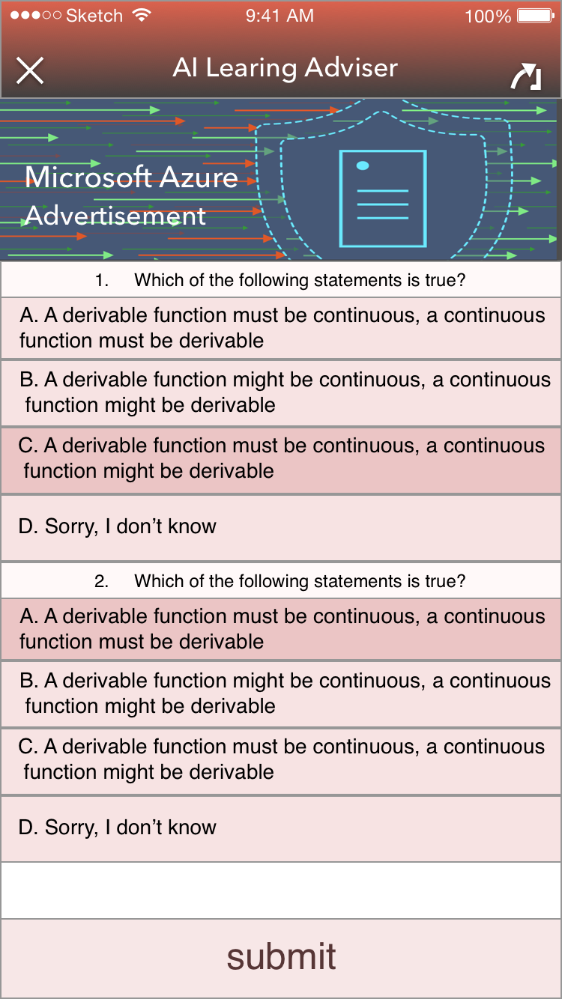 Sketch 9:41 AM 100%
AI Learing Adviser
Microsoft Azure
Advertisement
1. Which of the following statements is true?
A. A derivable function must be continuous, a continuous
function must be derivable
B. A derivable function might be continuous, a continuous
function might be derivable
C. A derivable function must be continuous, a continuous
function might be derivable
D. Sorry, I don’t know
2. Which of the following statements is true?
A. A derivable function must be continuous, a continuous
function must be derivable
B. A derivable function might be continuous, a continuous
function might be derivable
C. A derivable function must be continuous, a continuous
function might be derivable
D. Sorry, I don’t know
submit